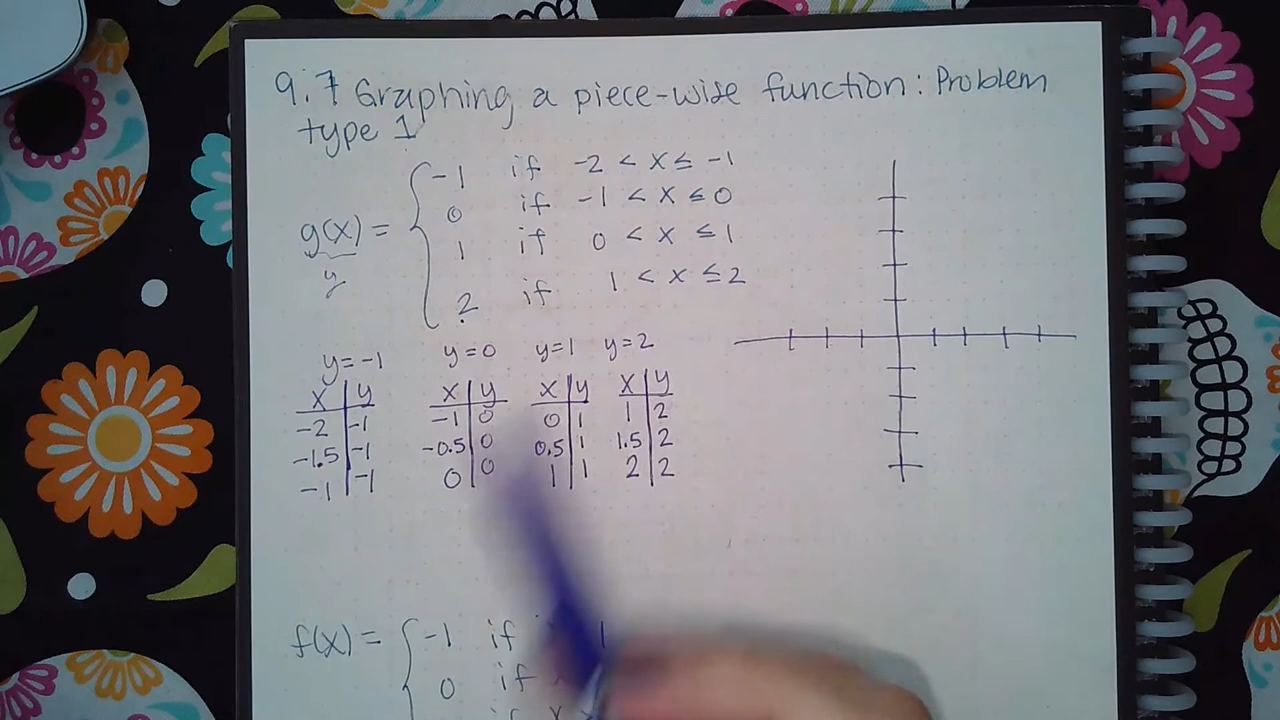 9.7 Graphing a piece-wise function: Problem
type 1
g(x) = { -1 if -2 < x ≤ -1
0 if -1 < x ≤ 0
1 if 0 < x ≤ 1
2 if 1 < x ≤ 2
y
y=-1 y=0 y=1 y=2
x | y x | y x | y x | y
-2 | -1 -1 | 0 0 | 1 1 | 2
-1.5 | -1 -0.5 | 0 0.5 | 1 1.5 | 2
-1 | -1 0 | 0 1 | 1 2 | 2
f(x) = { -1 if
0 if
if x